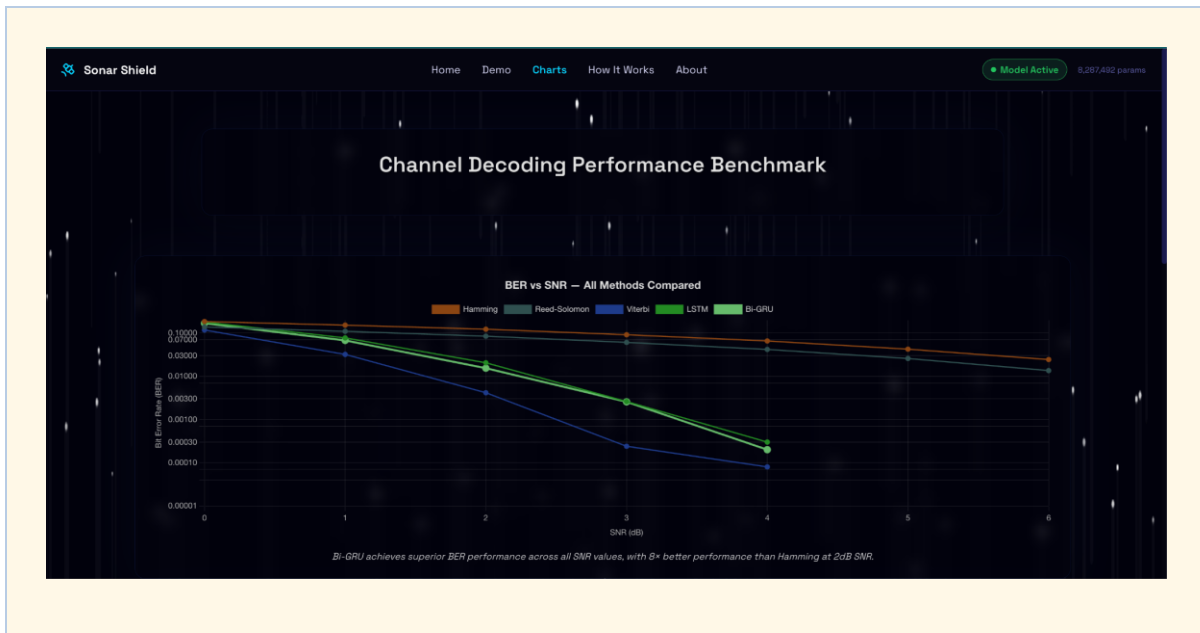 Sonar Shield
Home Demo Charts How It Works About
Model Active
8,287,492 params
Channel Decoding Performance Benchmark
BER vs SNR — All Methods Compared
Hamming Reed-Solomon Viterbi LSTM Bi-GRU
Bit Error Rate (BER)
0.10000
0.07000
0.03000
0.01000
0.00300
0.00100
0.00030
0.00010
0.00001
0 1 2 3 4 5 6
SNR (dB)
Bi-GRU achieves superior BER performance across all SNR values, with 8× better performance than Hamming at 2dB SNR.